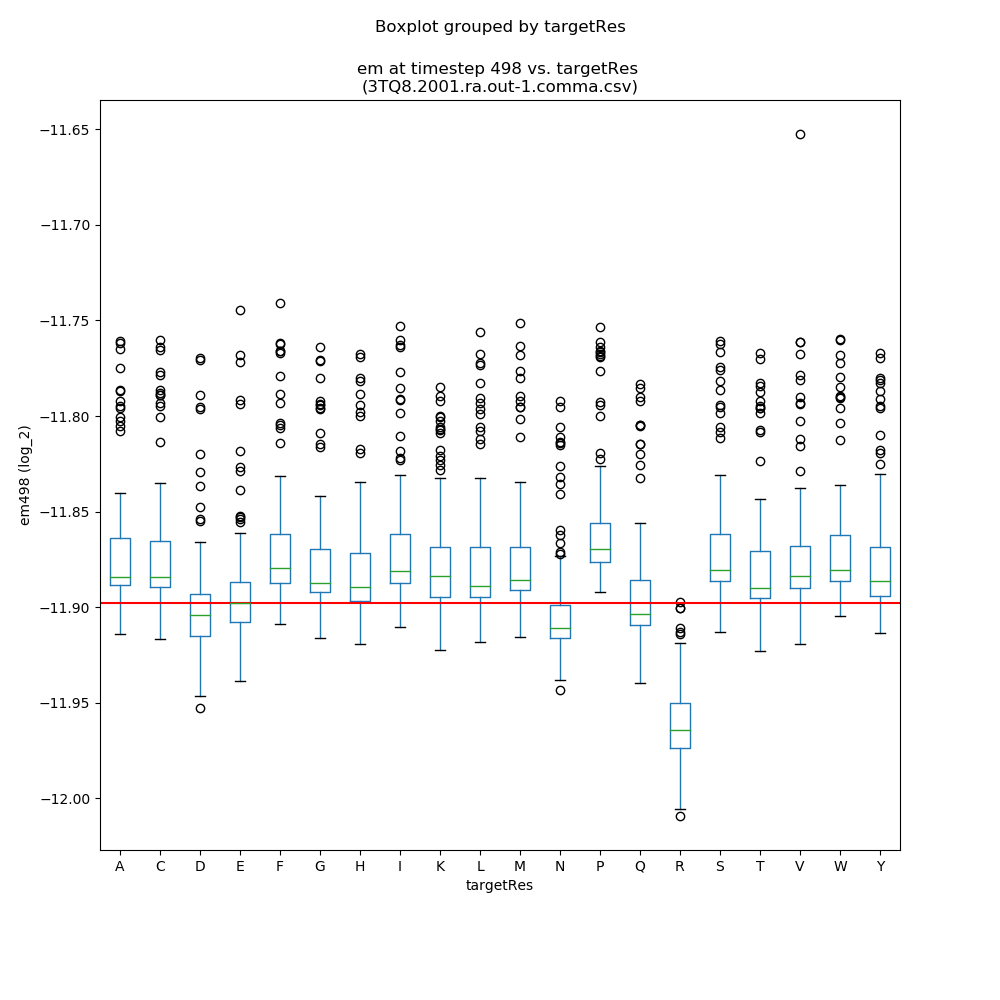 Boxplot grouped by targetRes
em at timestep 498 vs. targetRes
(3TQ8.2001.ra.out-1.comma.csv)
−11.65
−11.70
−11.75
−11.80
−11.85
−11.90
−11.95
−12.00
em498 (log_2)
A C D E F G H I K L M N P Q R S T V W Y
targetRes